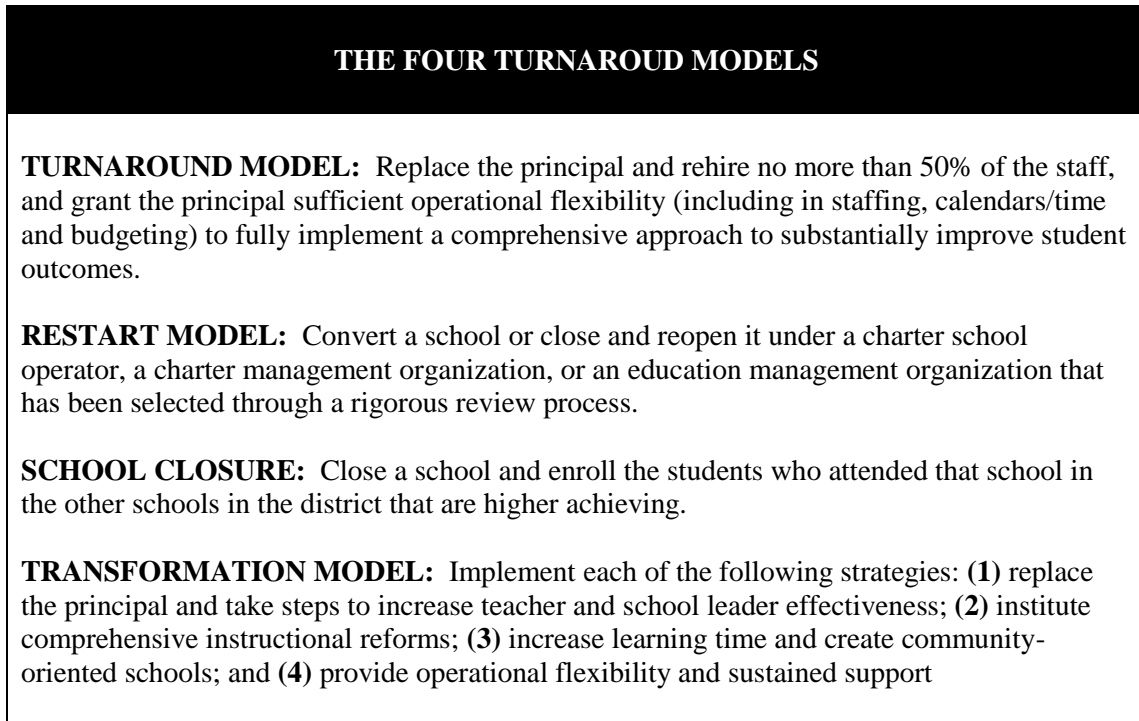 THE FOUR TURNAROUD MODELS
TURNAROUND MODEL: Replace the principal and rehire no more than 50% of the staff,
and grant the principal sufficient operational flexibility (including in staffing, calendars/time
and budgeting) to fully implement a comprehensive approach to substantially improve student
outcomes.
RESTART MODEL: Convert a school or close and reopen it under a charter school
operator, a charter management organization, or an education management organization that
has been selected through a rigorous review process.
SCHOOL CLOSURE: Close a school and enroll the students who attended that school in
the other schools in the district that are higher achieving.
TRANSFORMATION MODEL: Implement each of the following strategies: (1) replace
the principal and take steps to increase teacher and school leader effectiveness; (2) institute
comprehensive instructional reforms; (3) increase learning time and create community-
oriented schools; and (4) provide operational flexibility and sustained support